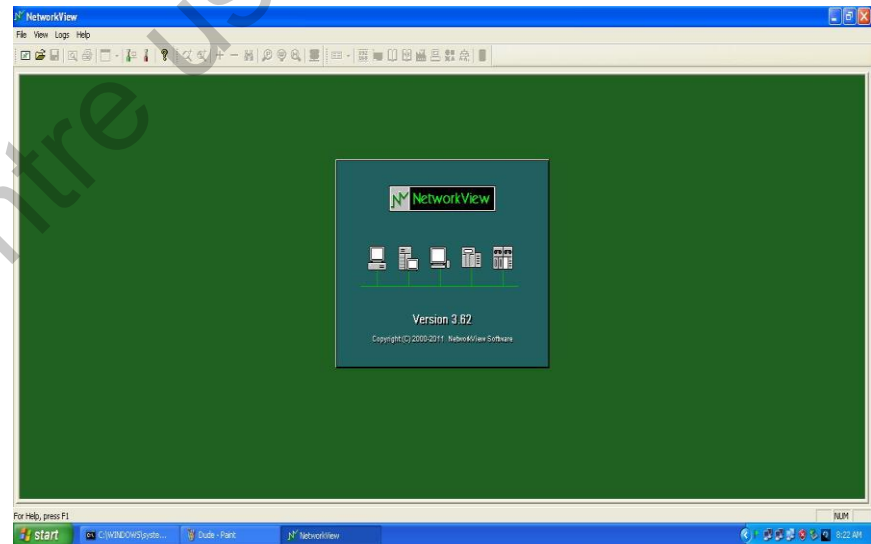 NetworkView
File View Logs Help
NetworkView
Version 3.62
Copyright (C) 2000-2011 NetworkView Software
For Help, press F1
NUM
start
C:\WINDOWS\syste...
Dude - Paint
NetworkView
8:22 AM